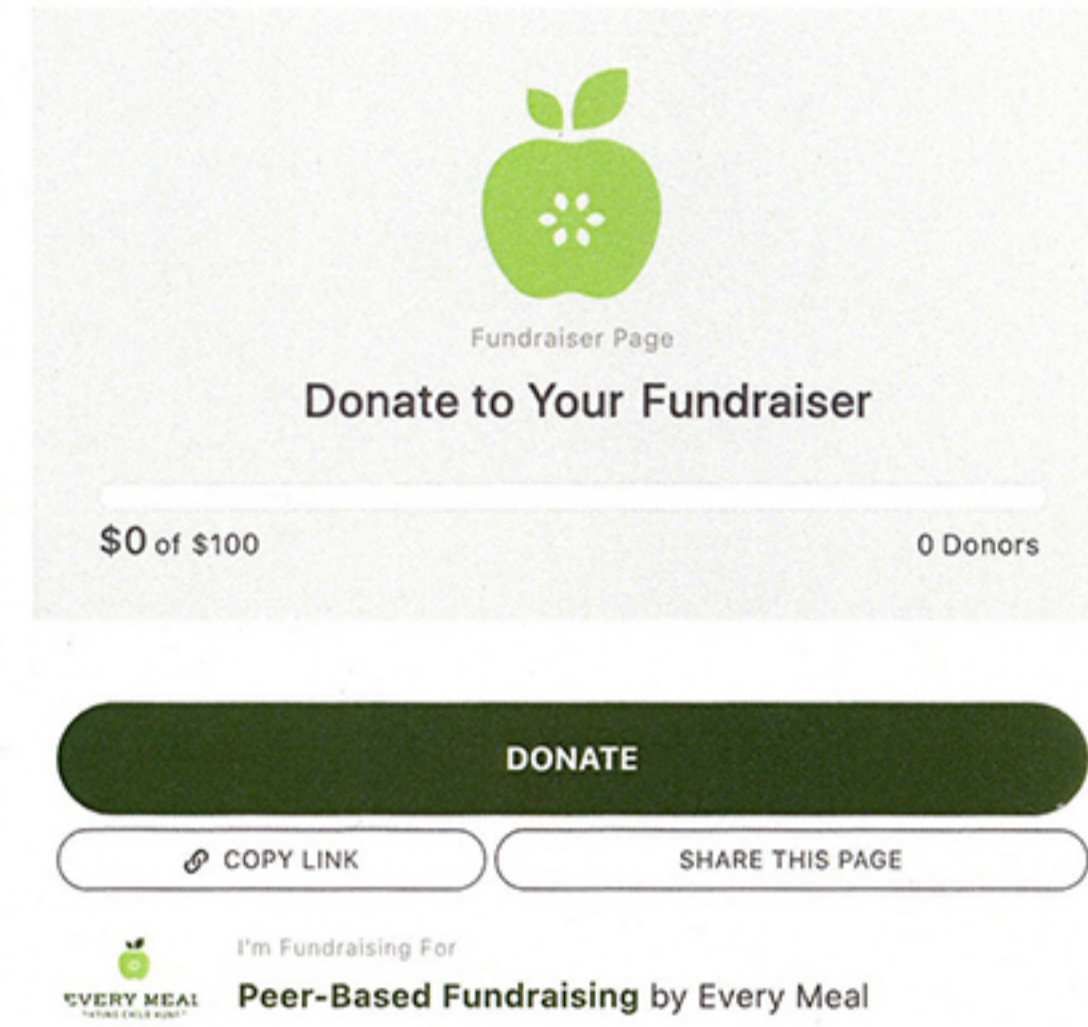 Fundraiser Page
Donate to Your Fundraiser
$0 of $100 0 Donors
DONATE
COPY LINK SHARE THIS PAGE
I'm Fundraising For
EVERY MEAL
Peer-Based Fundraising by Every Meal